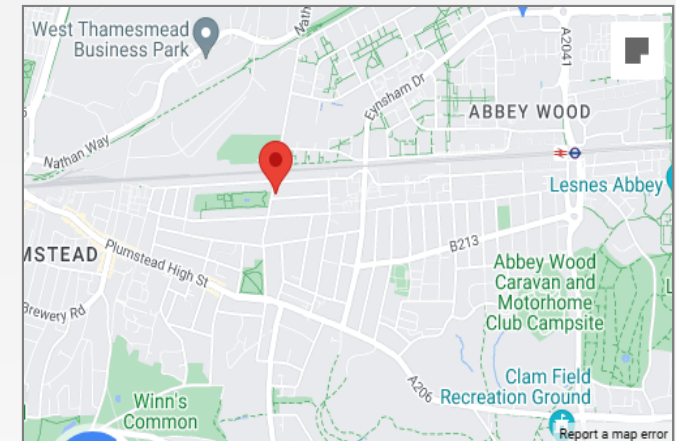 West Thamesmead
Business Park
Nath
A2041
Eynsham Dr
ABBEY WOOD
Nathan Way
Lesnes Abbey
MSTEAD
Plumstead High St
B213
Abbey Wood
Caravan and
Motorhome
Club Campsite
L
Brewery Rd
A206
Clam Field
Recreation Ground
Winn's
Common
Report a map error